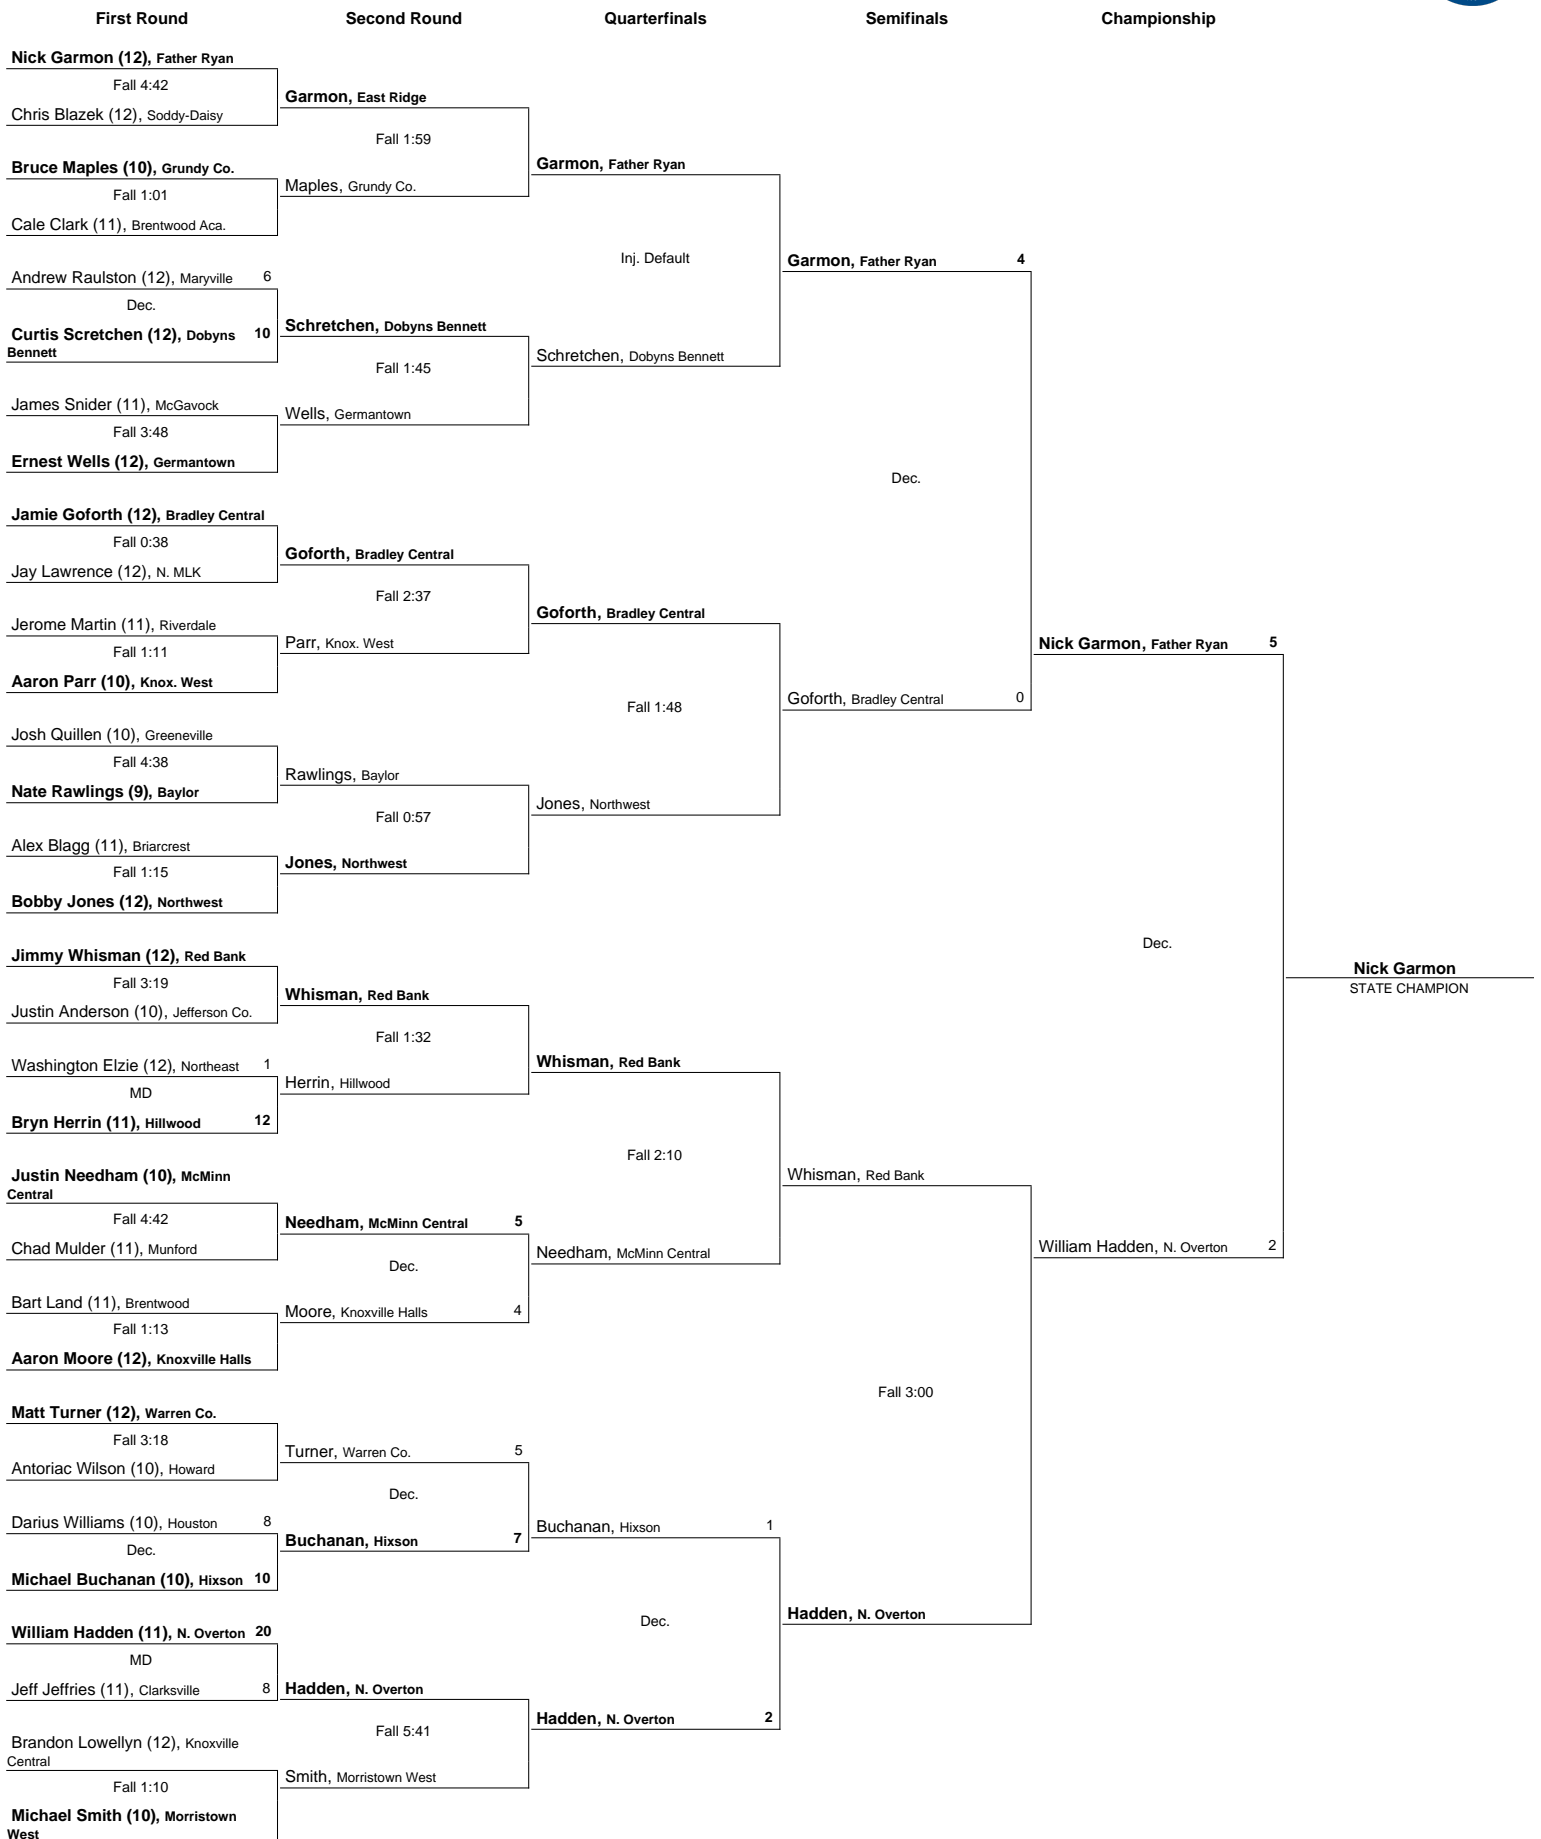 First Round
Second Round
Quarterfinals
Semifinals
Championship
Nick Garmon (12), Father Ryan
Fall 4:42
Chris Blazek (12), Soddy-Daisy
Bruce Maples (10), Grundy Co.
Fall 1:01
Cale Clark (11), Brentwood Aca.
Andrew Raulston (12), Maryville 6
Dec.
Curtis Scretchen (12), Dobyns 10
Bennett
James Snider (11), McGavock
Fall 3:48
Ernest Wells (12), Germantown
Jamie Goforth (12), Bradley Central
Fall 0:38
Jay Lawrence (12), N. MLK
Jerome Martin (11), Riverdale
Fall 1:11
Aaron Parr (10), Knox. West
Josh Quillen (10), Greeneville
Fall 4:38
Nate Rawlings (9), Baylor
Alex Blagg (11), Briarcrest
Fall 1:15
Bobby Jones (12), Northwest
Jimmy Whisman (12), Red Bank
Fall 3:19
Justin Anderson (10), Jefferson Co.
Washington Elzie (12), Northeast 1
MD
Bryn Herrin (11), Hillwood 12
Justin Needham (10), McMinn
Central
Fall 4:42
Chad Mulder (11), Munford
Bart Land (11), Brentwood
Fall 1:13
Aaron Moore (12), Knoxville Halls
Matt Turner (12), Warren Co.
Fall 3:18
Antoriac Wilson (10), Howard
Darius Williams (10), Houston 8
Dec.
Michael Buchanan (10), Hixson 10
William Hadden (11), N. Overton 20
MD
Jeff Jeffries (11), Clarksville 8
Brandon Lowellyn (12), Knoxville
Central
Fall 1:10
Michael Smith (10), Morristown
West
Garmon, East Ridge
Fall 1:59
Maples, Grundy Co.
Schretchen, Dobyns Bennett
Fall 1:45
Wells, Germantown
Goforth, Bradley Central
Fall 2:37
Parr, Knox. West
Rawlings, Baylor
Fall 0:57
Jones, Northwest
Whisman, Red Bank
Fall 1:32
Herrin, Hillwood
Needham, McMinn Central 5
Dec.
Moore, Knoxville Halls 4
Turner, Warren Co. 5
Dec.
Buchanan, Hixson 7
Hadden, N. Overton
Fall 5:41
Smith, Morristown West
Garmon, Father Ryan
Inj. Default
Schretchen, Dobyns Bennett
Goforth, Bradley Central
Fall 1:48
Jones, Northwest
Whisman, Red Bank
Fall 2:10
Needham, McMinn Central
Buchanan, Hixson 1
Dec.
Hadden, N. Overton 2
Garmon, Father Ryan 4
Dec.
Goforth, Bradley Central 0
Whisman, Red Bank
Fall 3:00
Hadden, N. Overton
Nick Garmon, Father Ryan 5
Dec.
William Hadden, N. Overton 2
Nick Garmon
STATE CHAMPION